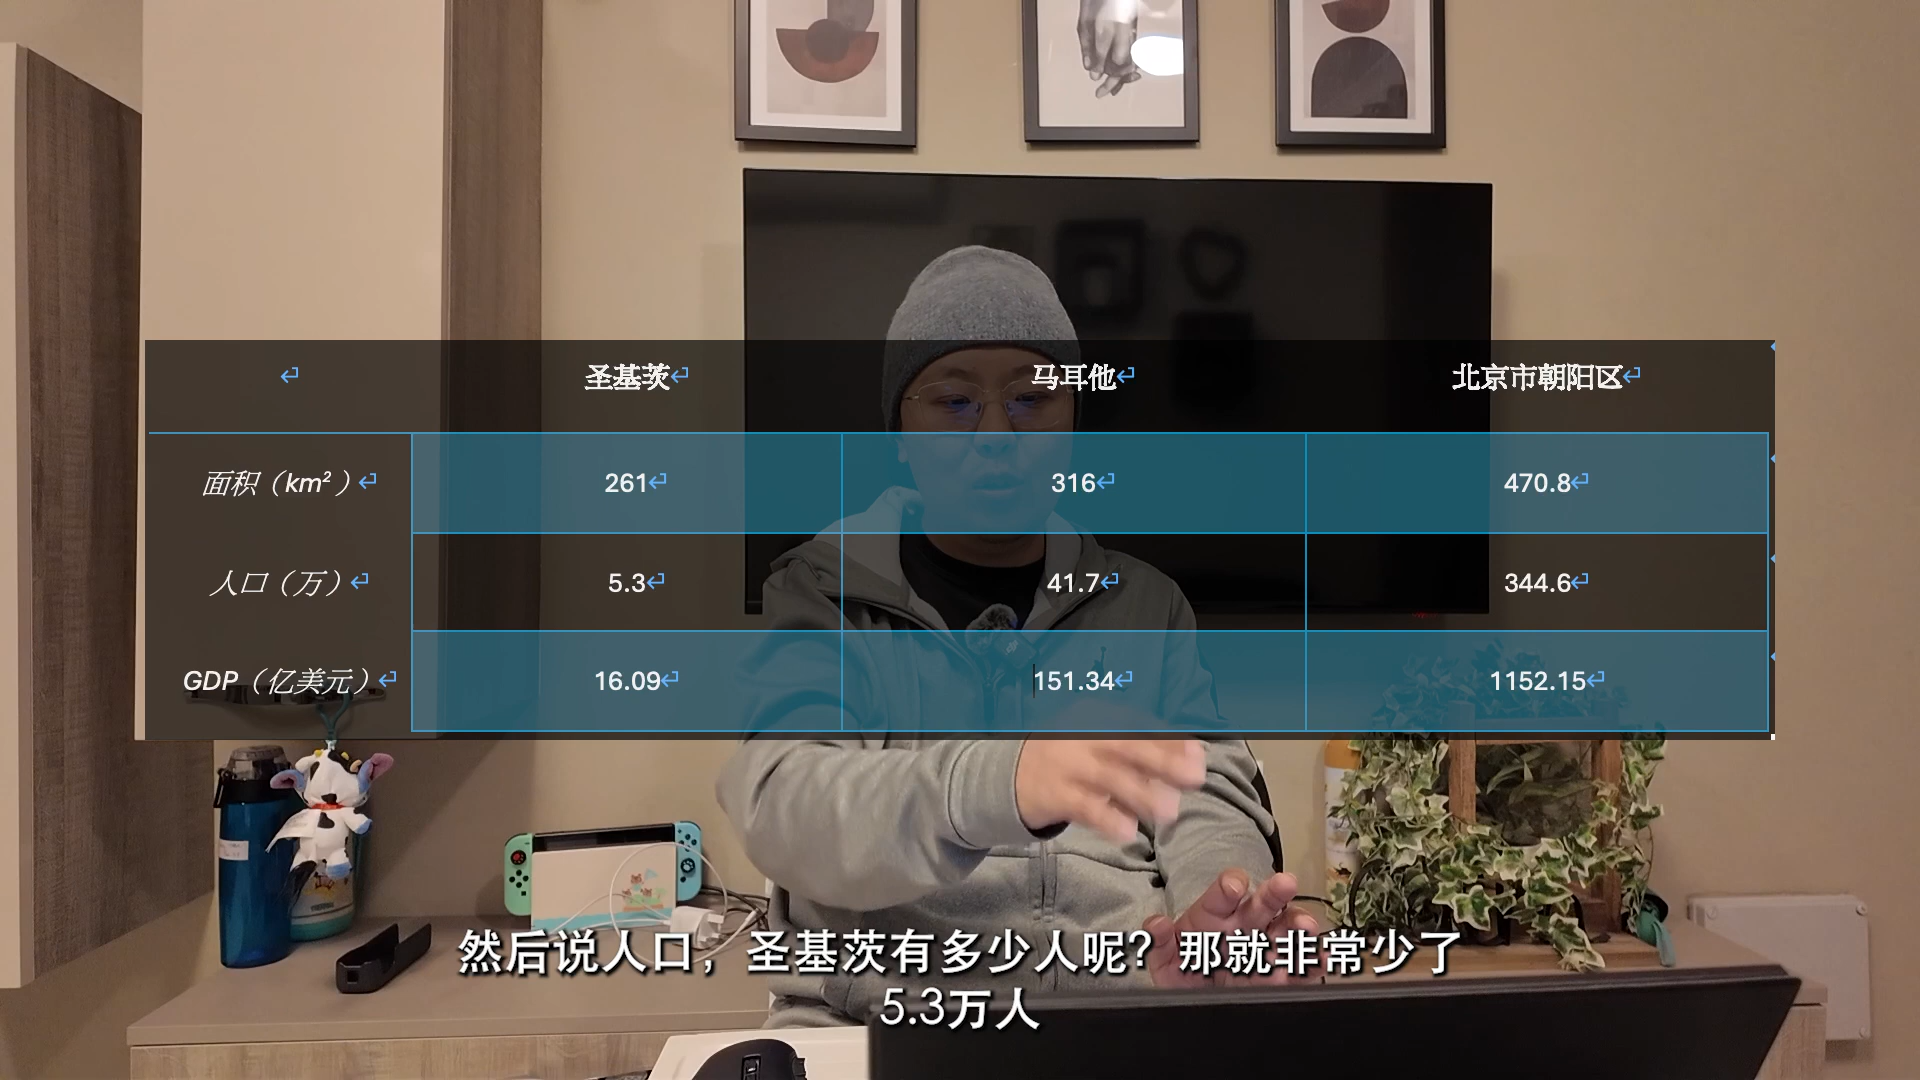 圣基茨 马耳他 北京市朝阳区
面积（km²） 261 316 470.8
人口（万） 5.3 41.7 344.6
GDP（亿美元） 16.09 151.34 1152.15
然后说人口，圣基茨有多少人呢？那就非常少了
5.3万人